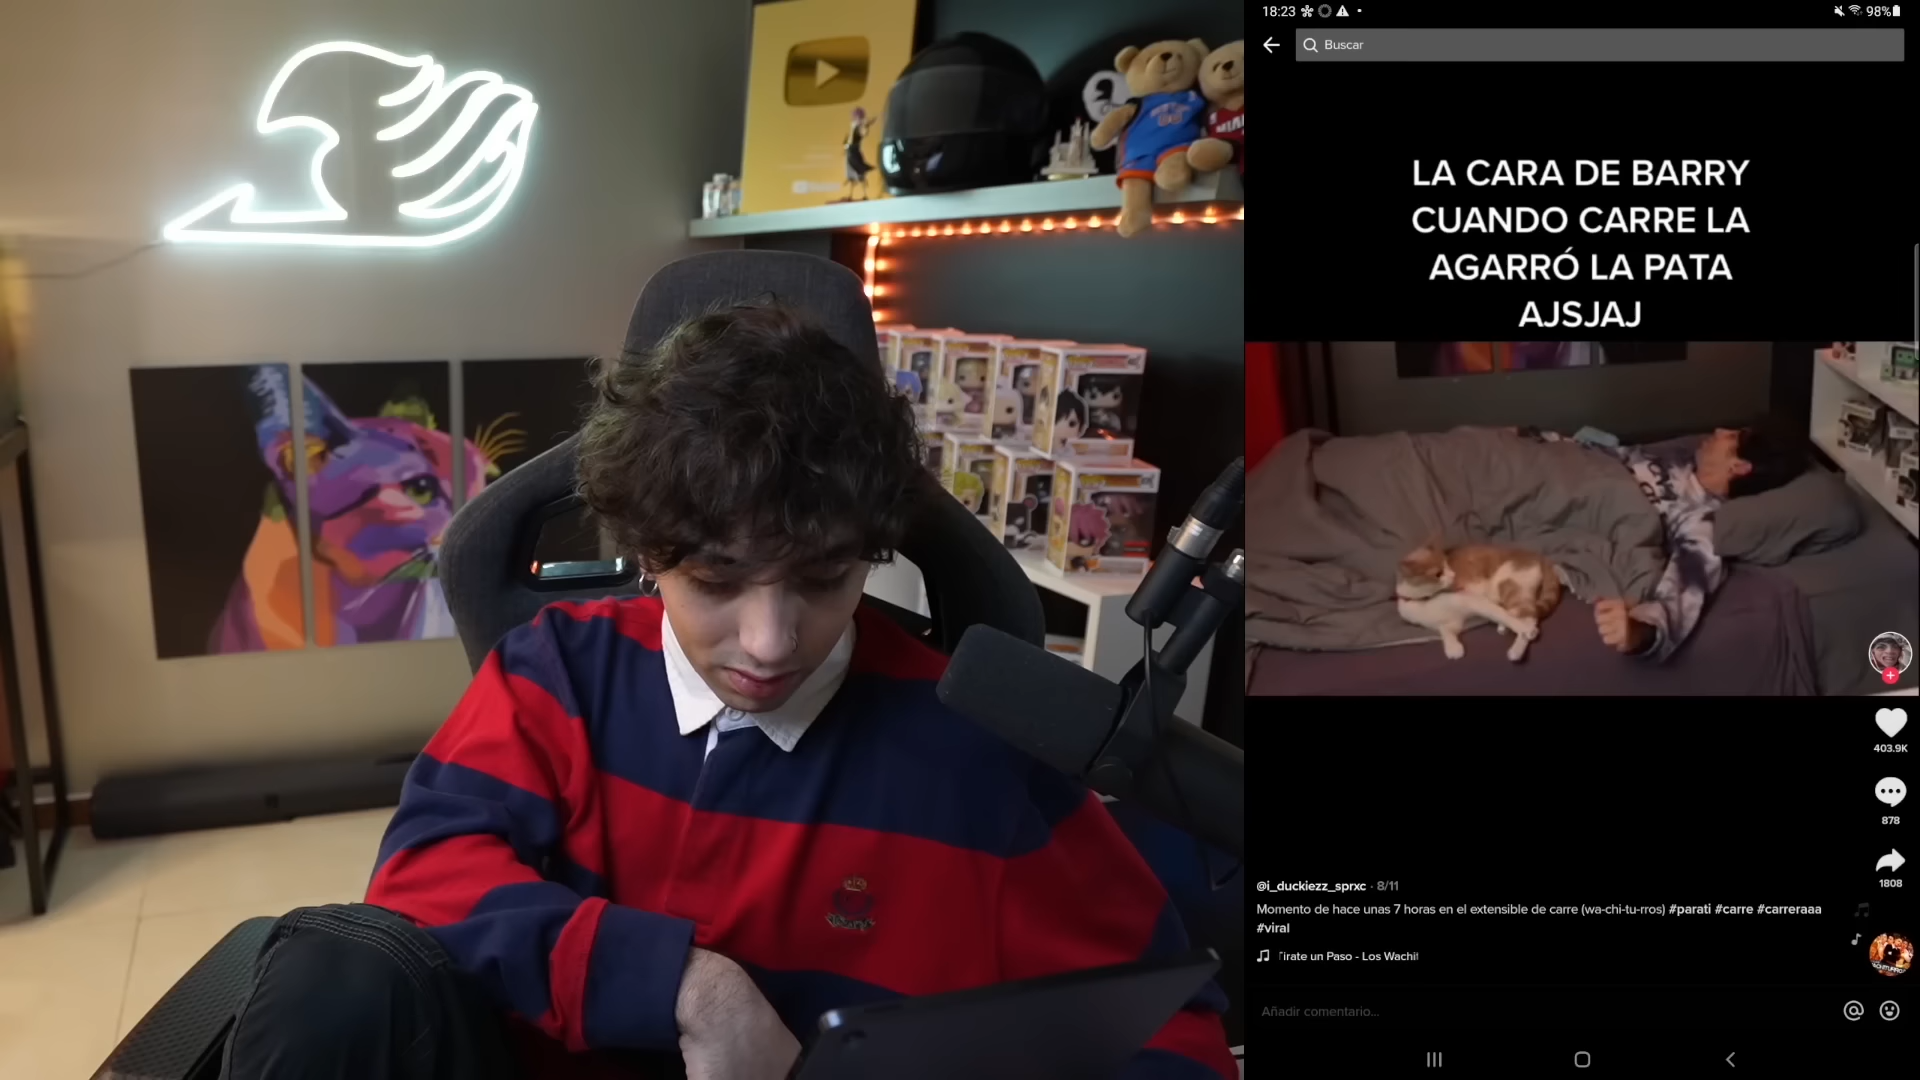 18:23
98%
Buscar
LA CARA DE BARRY
CUANDO CARRE LA
AGARRÓ LA PATA
AJSJAJ
403.9K
878
1808
@i_duckiezz_sprxc · 8/11
Momento de hace unas 7 horas en el extensible de carre (wa-chi-tu-rros) #parati #carre #carreraaa
#viral
Tirate un Paso - Los Wachit
Añadir comentario...